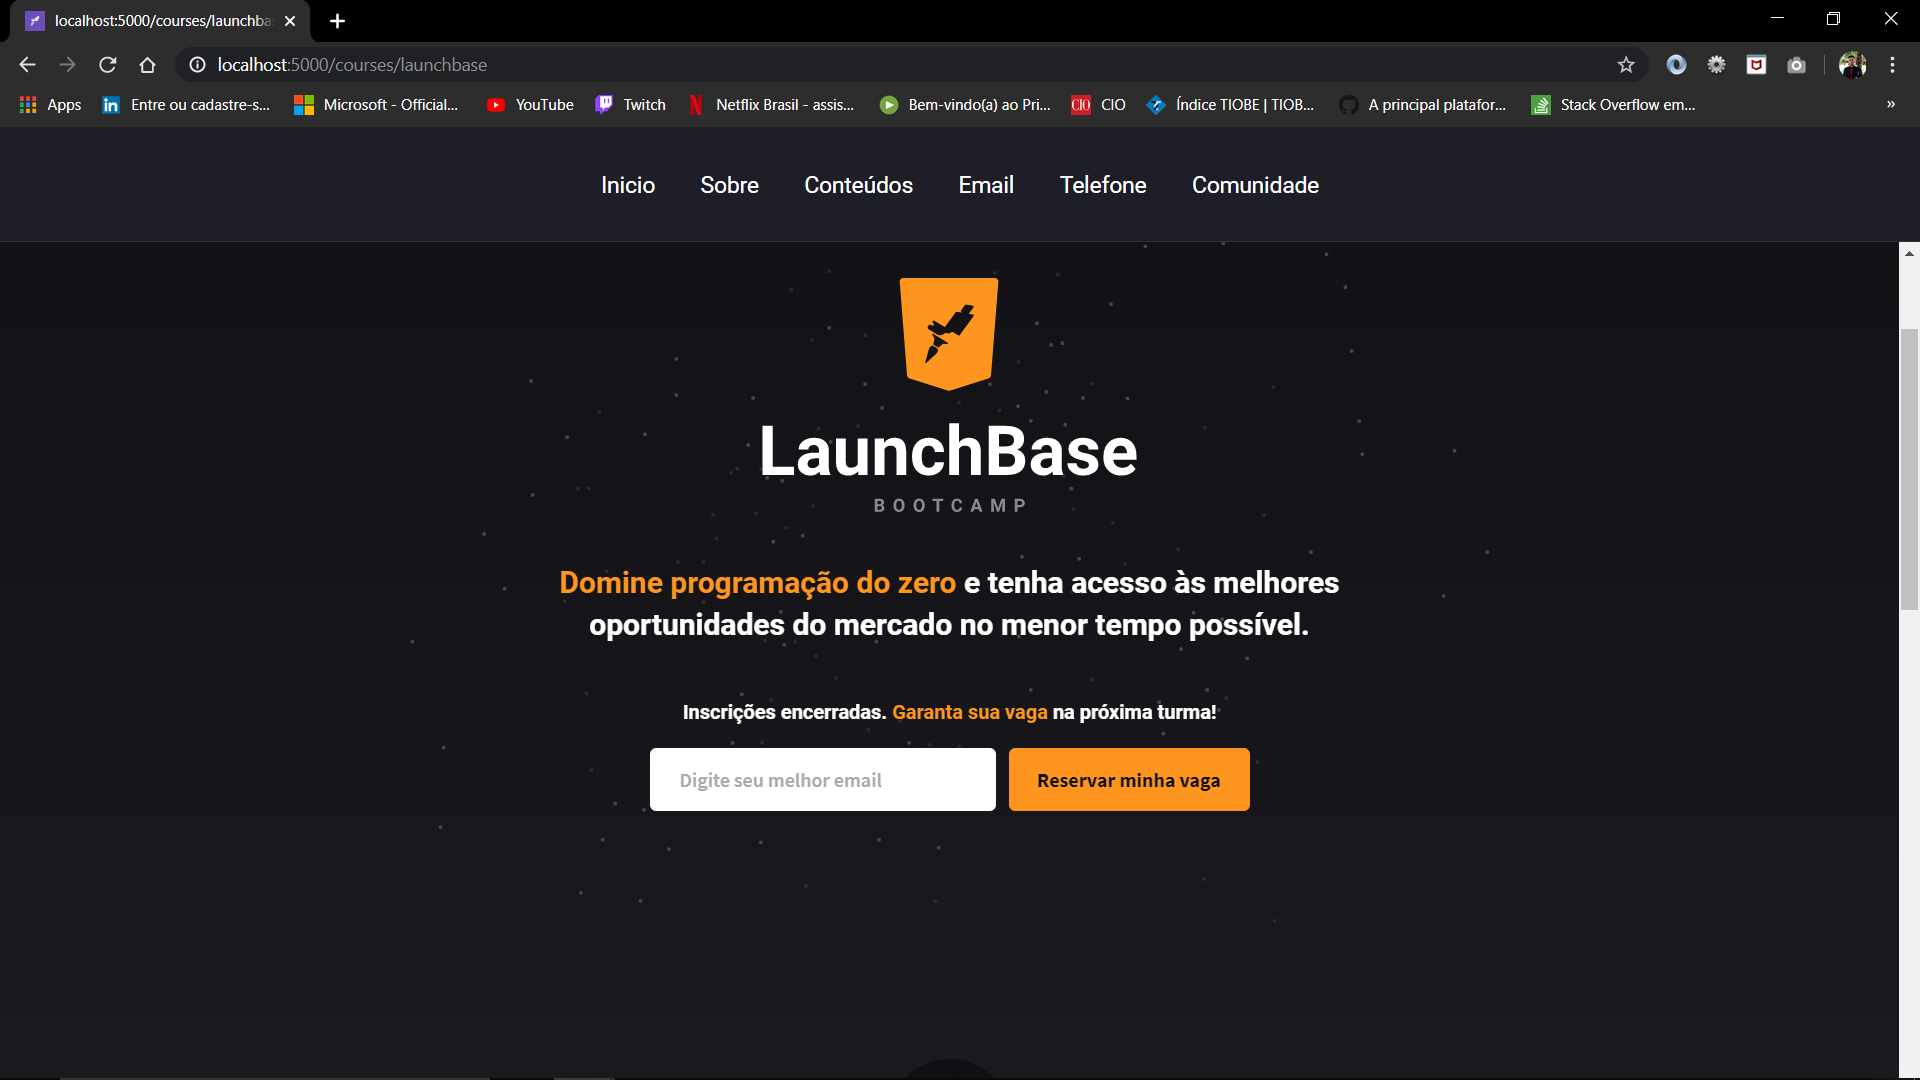 localhost:5000/courses/launchba
localhost:5000/courses/launchbase
Apps
Entre ou cadastre-s...
Microsoft - Official...
YouTube
Twitch
Netflix Brasil - assis...
Bem-vindo(a) ao Pri...
CIO CIO
Índice TIOBE | TIOB...
A principal platafor...
Stack Overflow em...
»
Inicio
Sobre
Conteúdos
Email
Telefone
Comunidade
LaunchBase
BOOTCAMP
Domine programação do zero e tenha acesso às melhores
oportunidades do mercado no menor tempo possível.
Inscrições encerradas. Garanta sua vaga na próxima turma!
Digite seu melhor email
Reservar minha vaga